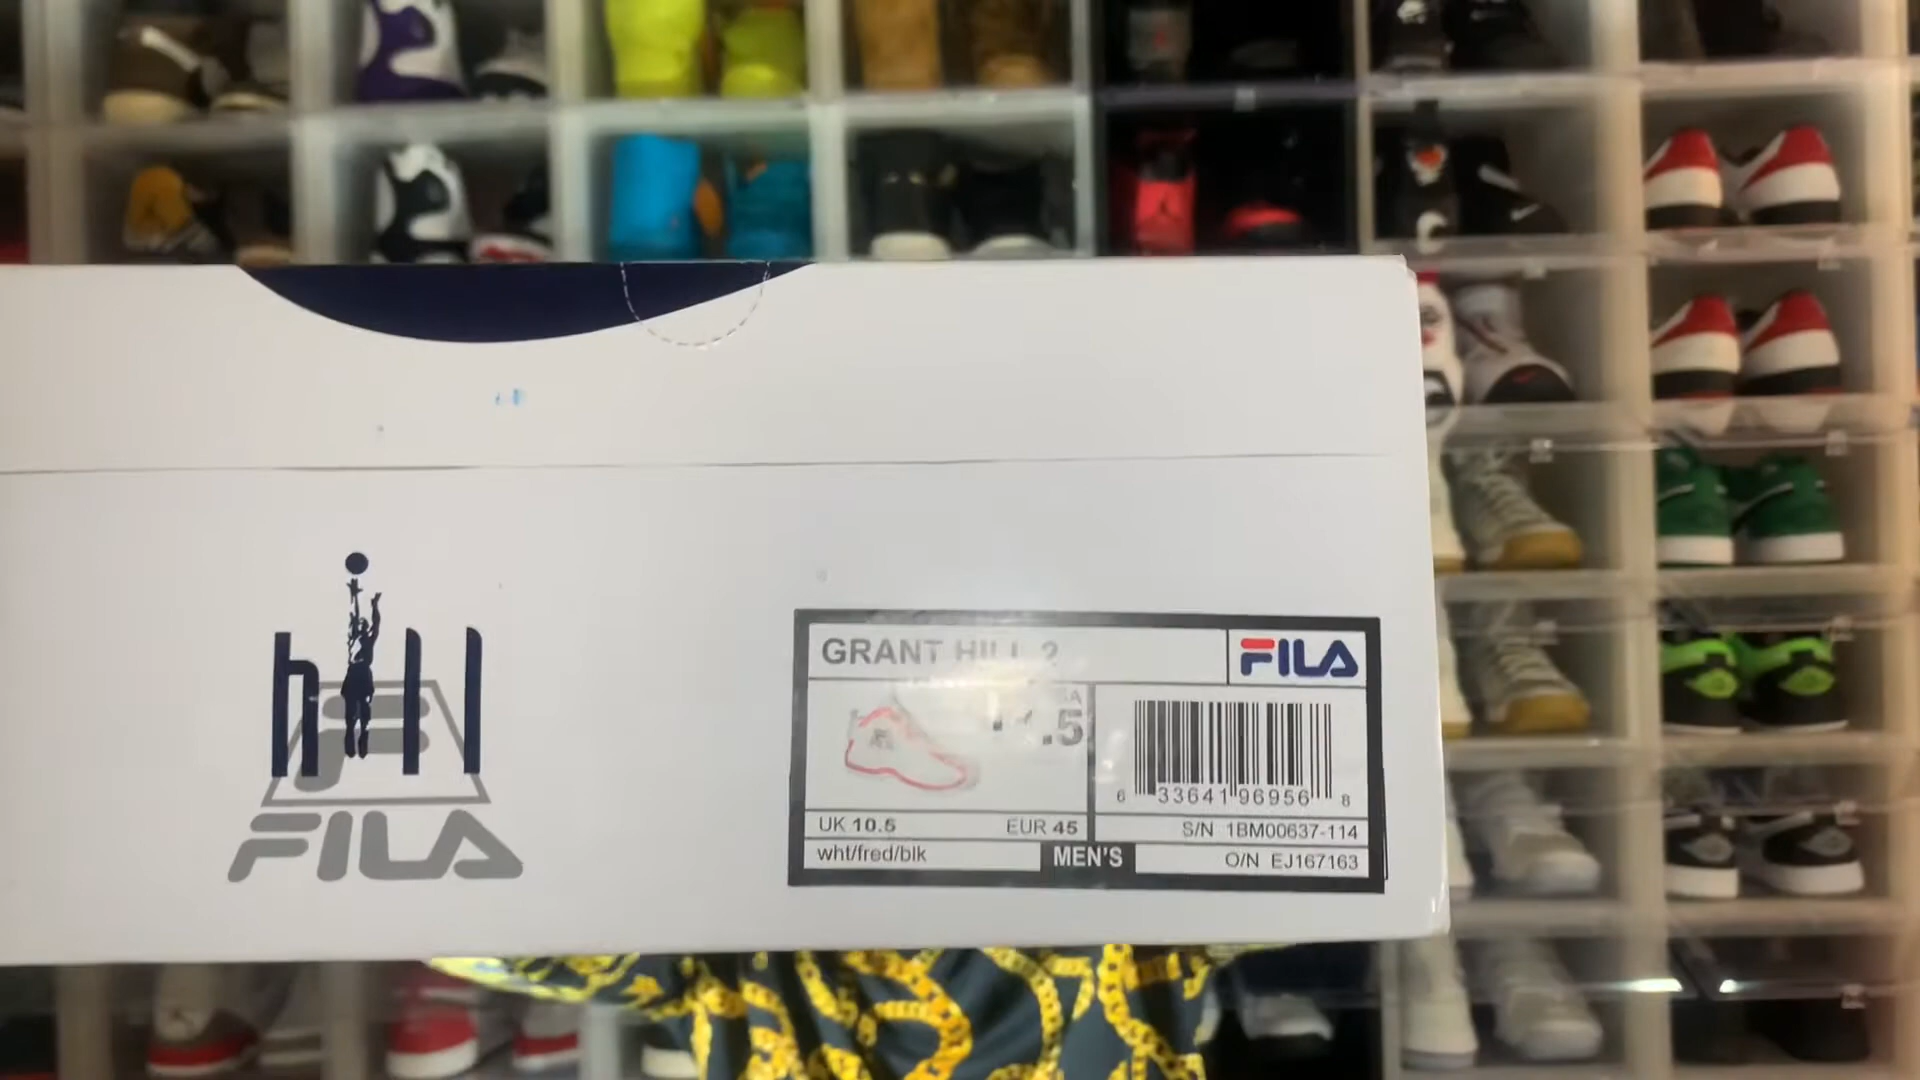 hill
FILA
GRANT HILL 2
FILA
.5
6 33641 96956 8
UK 10.5
EUR 45
S/N 1BM00637-114
wht/fred/blk
MEN'S
O/N EJ167163